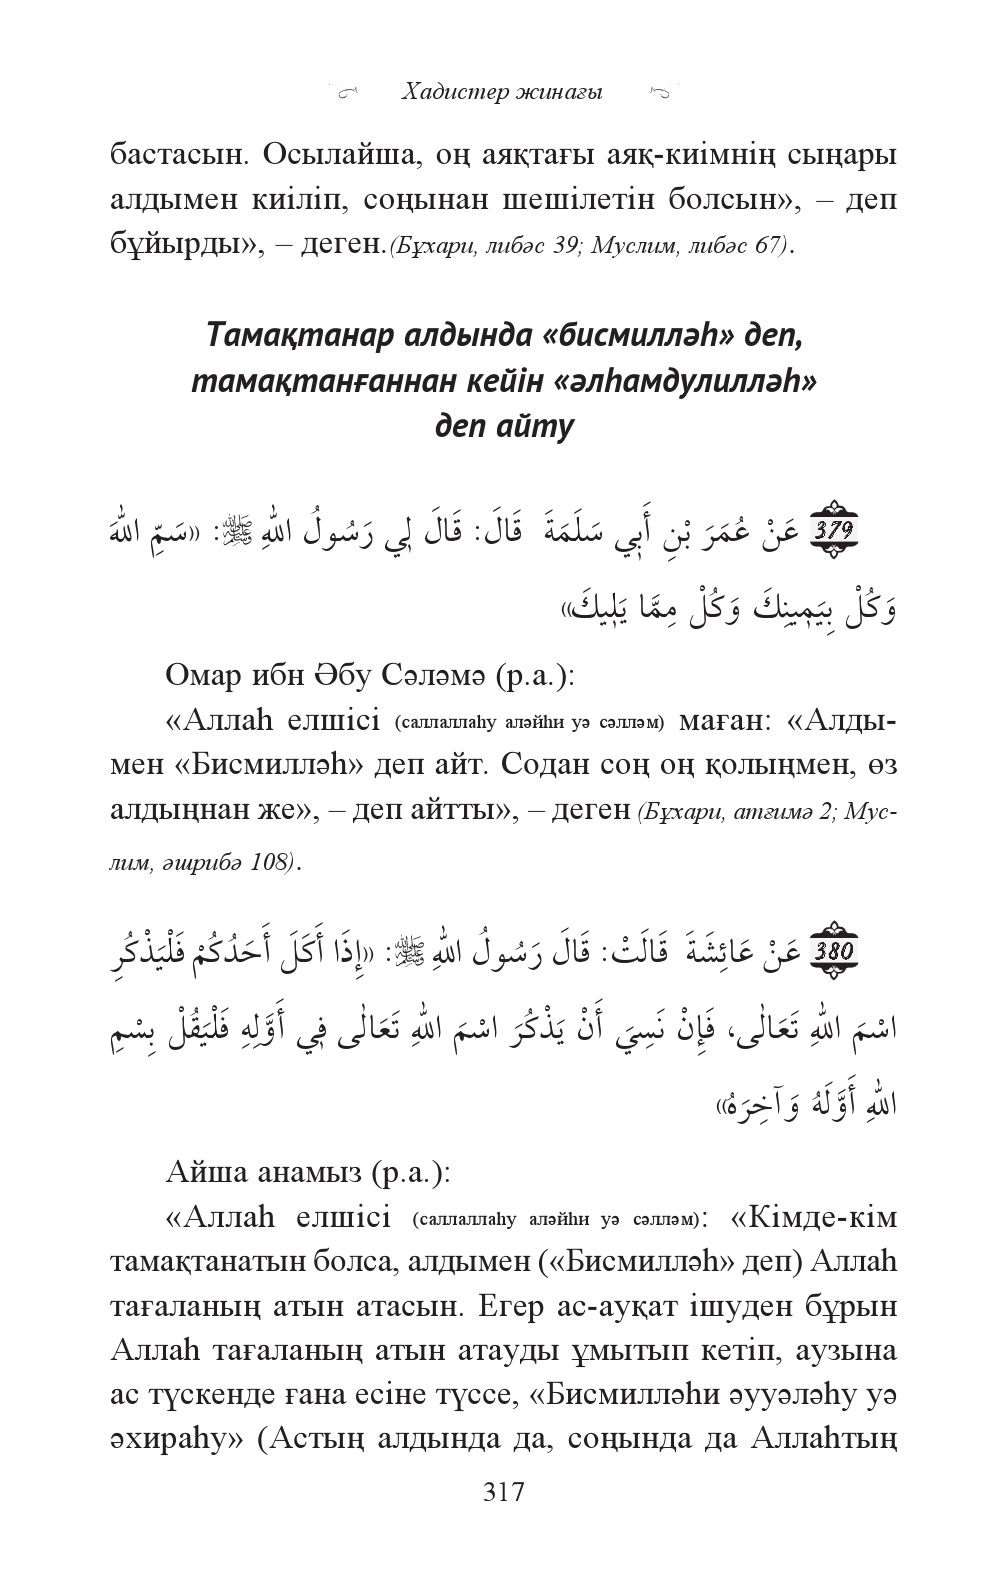 Хадистер жинағы
бастасын. Осылайша, оң аяқтағы аяқ-киімнің сыңары
алдымен киіліп, соңынан шешілетін болсын», – деп
бұйырды», – деген.(Бұхари, либәс 39; Муслим, либәс 67).
Тамақтанар алдында «бисмилләһ» деп,
тамақтанғаннан кейін «әлһамдулилләһ»
деп айту
379 عَنْ عُمَرَ بْنِ أَبِي سَلَمَةَ قَالَ: قَالَ لِي رَسُولُ اللهِ ﷺ: «سَمِّ اللهَ
وَكُلْ بِيَمِينِكَ وَكُلْ مِمَّا يَلِيكَ»
Омар ибн Әбу Сәләмә (р.а.):
«Аллаһ елшісі (саллаллаһу аләйһи уә сәлләм) маған: «Алды-
мен «Бисмилләһ» деп айт. Содан соң оң қолыңмен, өз
алдыңнан же», – деп айтты», – деген (Бұхари, атғимә 2; Мус-
лим, әшрибә 108).
380 عَنْ عَائِشَةَ قَالَتْ: قَالَ رَسُولُ اللهِ ﷺ: «إِذَا أَكَلَ أَحَدُكُمْ فَلْيَذْكُرِ
اسْمَ اللهِ تَعَالٰى، فَإِنْ نَسِيَ أَنْ يَذْكُرَ اسْمَ اللهِ تَعَالٰى فِي أَوَّلِهِ فَلْيَقُلْ بِسْمِ
اللهِ أَوَّلَهُ وَآخِرَهُ»
Айша анамыз (р.а.):
«Аллаһ елшісі (саллаллаһу аләйһи уә сәлләм): «Кімде-кім
тамақтанатын болса, алдымен («Бисмилләһ» деп) Аллаһ
тағаланың атын атасын. Егер ас-ауқат ішуден бұрын
Аллаһ тағаланың атын атауды ұмытып кетіп, аузына
ас түскенде ғана есіне түссе, «Бисмилләһи әууәләһу уә
әхираһу» (Астың алдында да, соңында да Аллаһтың
317